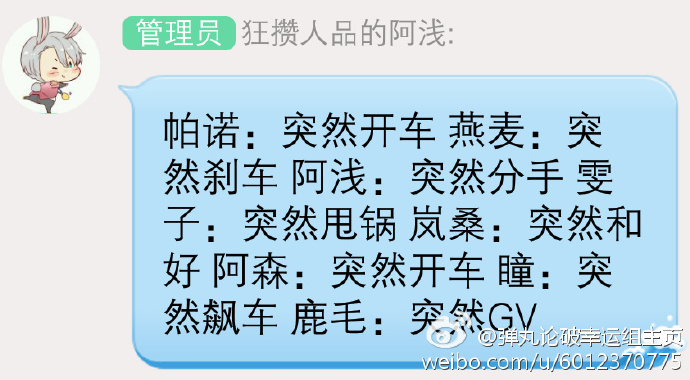 管理员 狂攒人品的阿浅:
帕诺：突然开车 燕麦：突
然刹车 阿浅：突然分手 雯
子：突然甩锅 岚桑：突然和
好 阿森：突然开车 瞳：突
然飙车 鹿毛：突然GV
@弹丸论破幸运组主页
weibo.com/u/6012370775